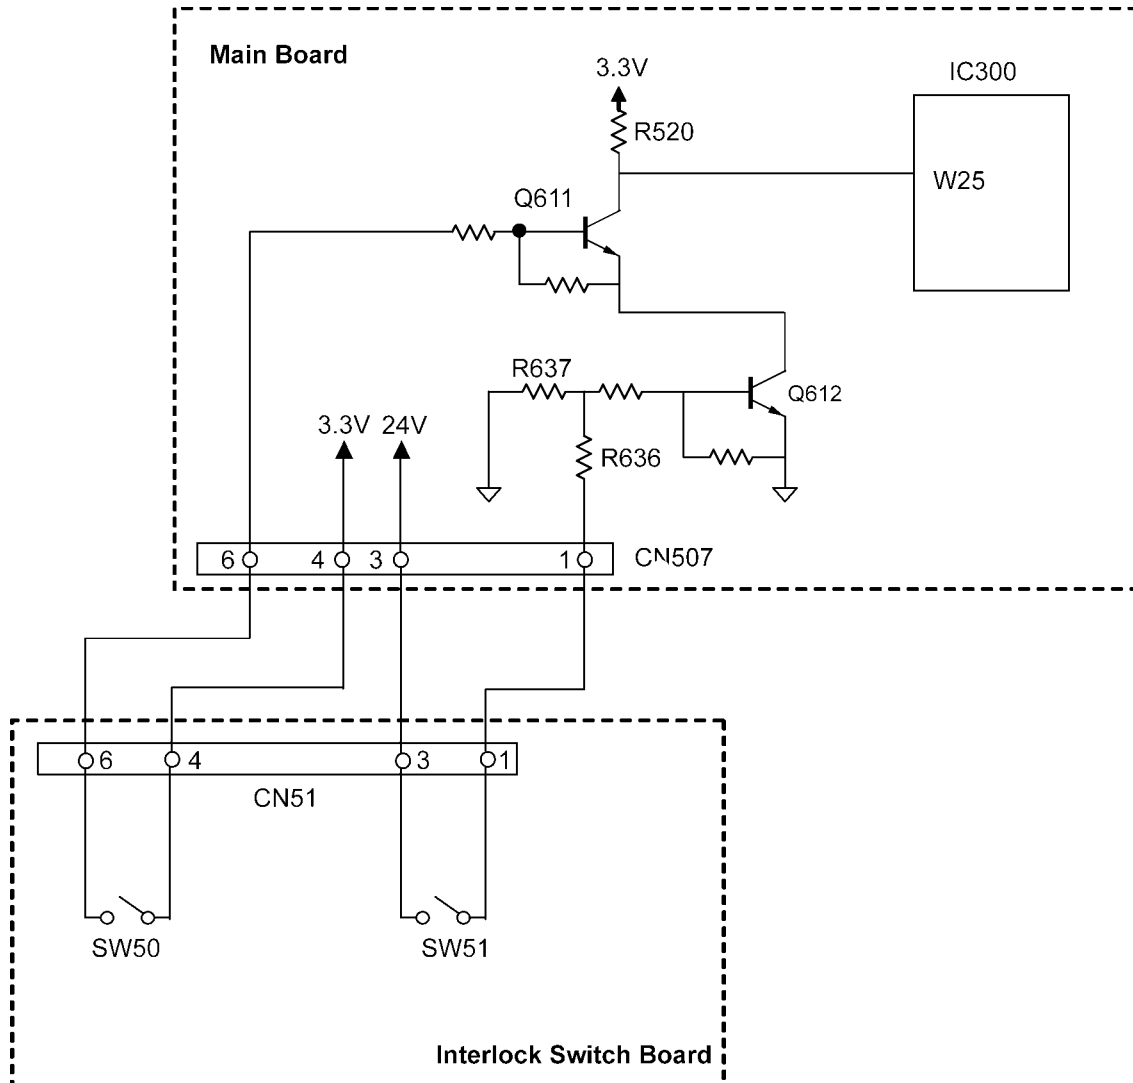 Main Board
3.3V
IC300
R520
W25
Q611
R637
Q612
3.3V 24V
R636
6 4 3 1 CN507
6 4 3 1
CN51
SW50 SW51
Interlock Switch Board